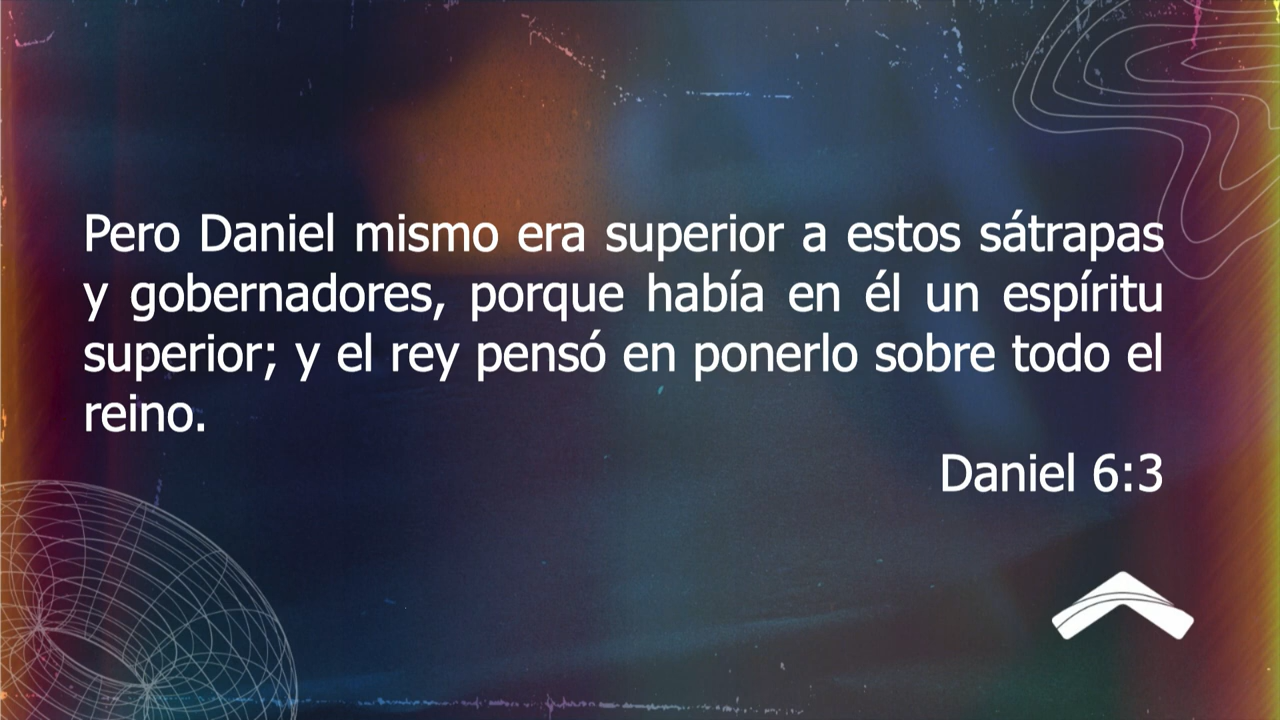 Pero Daniel mismo era superior a estos sátrapas
y gobernadores, porque había en él un espíritu
superior; y el rey pensó en ponerlo sobre todo el
reino.
Daniel 6:3